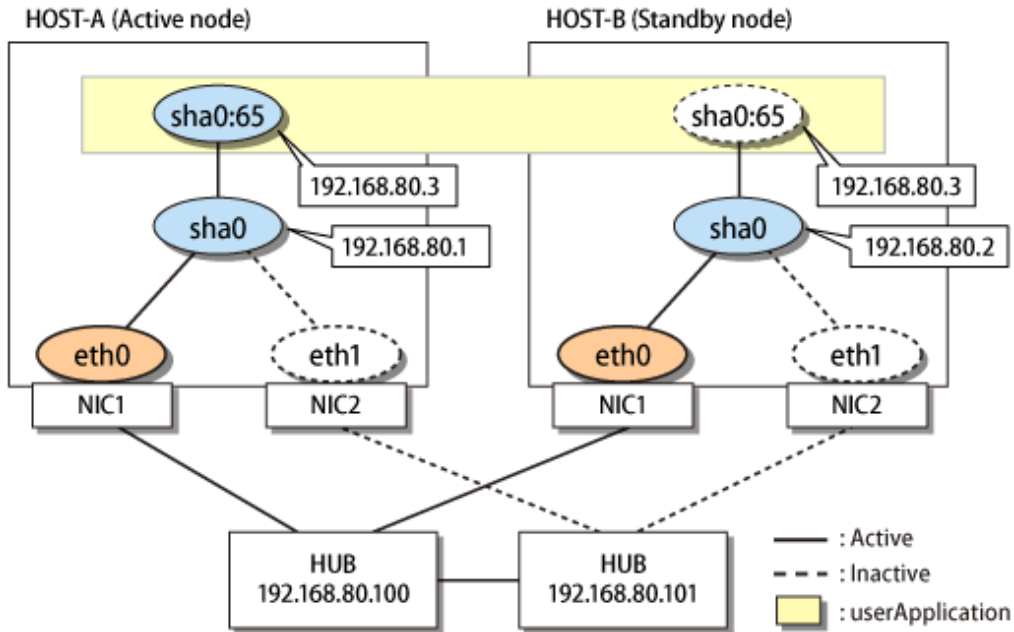 HOST-A (Active node)
HOST-B (Standby node)
sha0:65
sha0:65
192.168.80.3
192.168.80.3
sha0
192.168.80.1
sha0
192.168.80.2
eth0
eth1
eth0
eth1
NIC1
NIC2
NIC1
NIC2
HUB
192.168.80.100
HUB
192.168.80.101
: Active
: Inactive
: userApplication